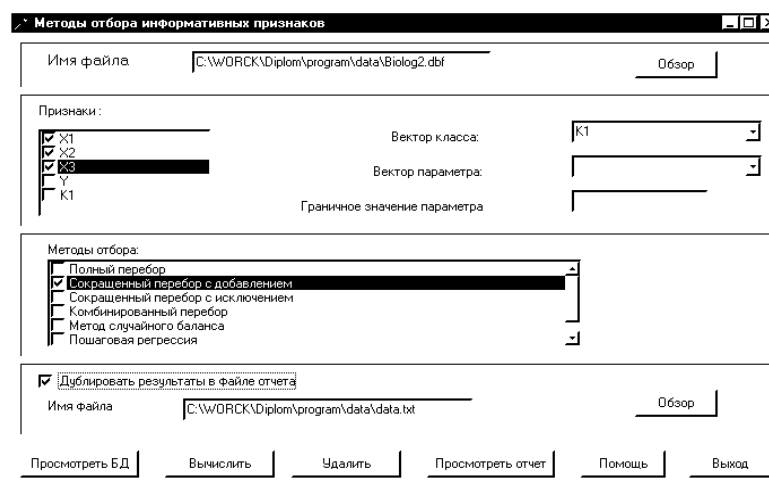 Методы отбора информативных признаков
Имя файла C:\WORCK\Diplom\program\data\Biolog2.dbf Обзор
Признаки :
X1
X2
X3
Y
K1
Вектор класса: K1
Вектор параметра:
Граничное значение параметра
Методы отбора:
Полный перебор
Сокращенный перебор с добавлением
Сокращенный перебор с исключением
Комбинированный перебор
Метод случайного баланса
Пошаговая регрессия
Дублировать результаты в файле отчета
Имя файла C:\WORCK\Diplom\program\data\data.txt Обзор
Просмотреть БД Вычислить Удалить Просмотреть отчет Помощь Выход